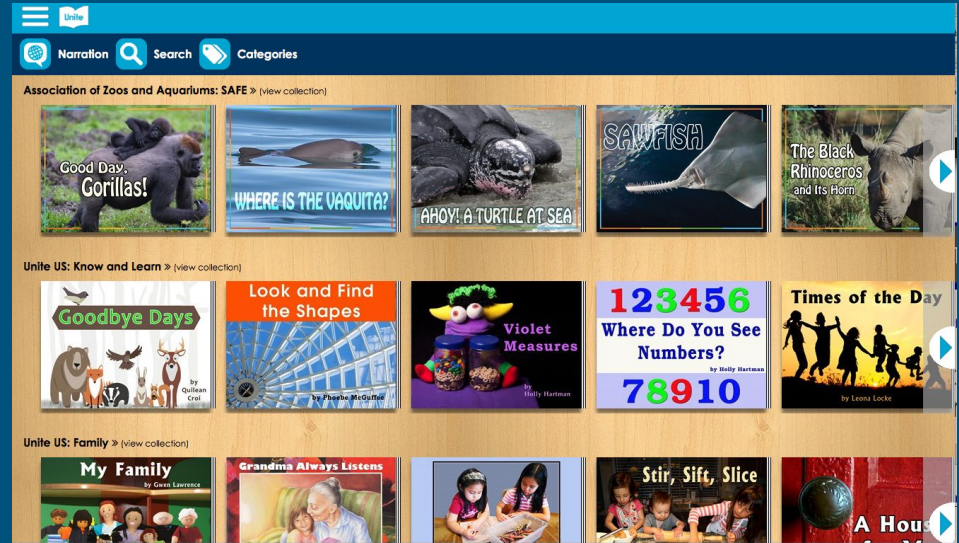 Unite
Narration
Search
Categories
Association of Zoos and Aquariums: SAFE » (view collection)
Good Day,
Gorillas!
WHERE IS THE VAQUITA?
AHOY! A TURTLE AT SEA
SAWFISH
The Black
Rhinoceros
and Its Horn
Unite US: Know and Learn » (view collection)
Goodbye Days
by
Quilean
Croi
Look and Find
the Shapes
by Phoebe McGuffee
Violet
Measures
by
Holly Hartman
123456
Where Do You See
Numbers?
by Holly Hartman
78910
Times of the Day
by Leona Locke
Unite US: Family » (view collection)
My Family
by Gwen Lawrence
Grandma Always Listens
Stir, Sift, Slice
A Hous